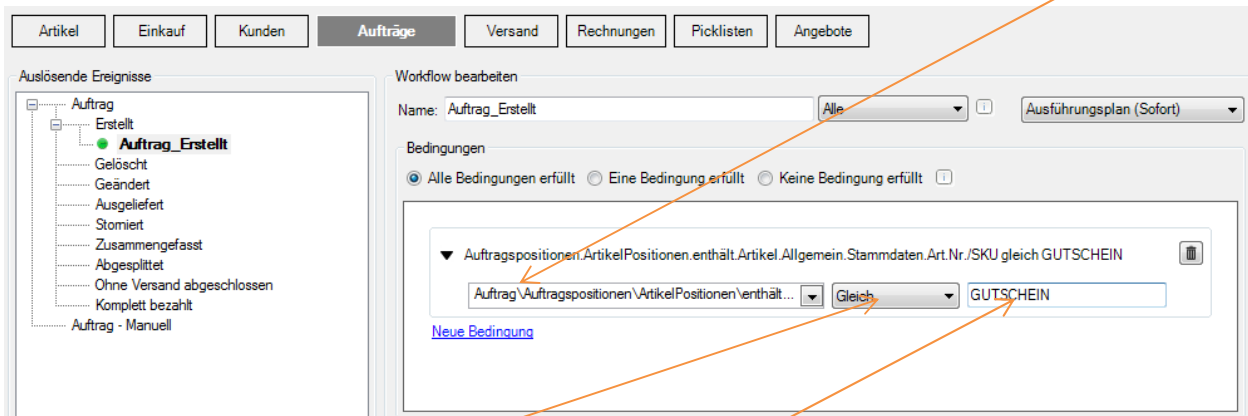 Artikel Einkauf Kunden Aufträge Versand Rechnungen Picklisten Angebote
Auslösende Ereignisse
Auftrag
Erstellt
Auftrag_Erstellt
Gelöscht
Geändert
Ausgeliefert
Storniert
Zusammengefasst
Abgesplittet
Ohne Versand abgeschlossen
Komplett bezahlt
Auftrag - Manuell
Workflow bearbeiten
Name: Auftrag_Erstellt Alle Ausführungsplan (Sofort)
Bedingungen
Alle Bedingungen erfüllt Eine Bedingung erfüllt Keine Bedingung erfüllt
Auftragspositionen.ArtikelPositionen.enthält.Artikel.Allgemein.Stammdaten.Art.Nr./SKU gleich GUTSCHEIN
Auftrag\Auftragspositionen\ArtikelPositionen\enthält... Gleich GUTSCHEIN
Neue Bedingung